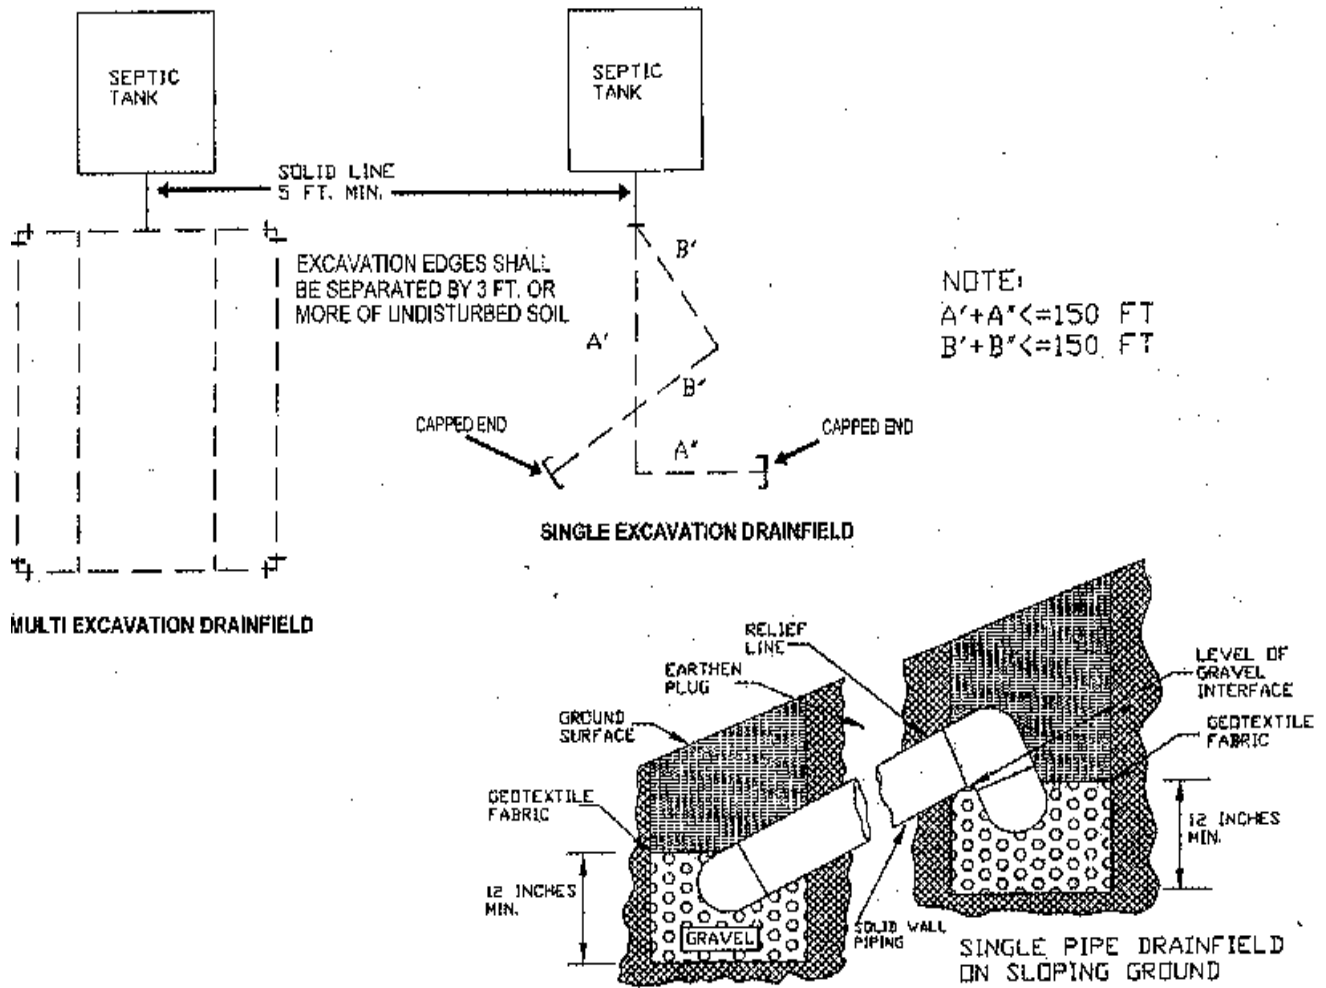 SEPTIC
TANK
SEPTIC
TANK
SOLID LINE
5 FT. MIN.
EXCAVATION EDGES SHALL
BE SEPARATED BY 3 FT. OR
MORE OF UNDISTURBED SOIL
B'
A'
B'
A"
CAPPED END
CAPPED END
NOTE:
A'+A"<=150 FT
B'+B"<=150 FT
SINGLE EXCAVATION DRAINFIELD
MULTI EXCAVATION DRAINFIELD
RELIEF
LINE
EARTHEN
PLUG
GROUND
SURFACE
GEOTEXTILE
FABRIC
12 INCHES
MIN.
GRAVEL
SOLID WALL
PIPING
LEVEL OF
GRAVEL
INTERFACE
GEOTEXTILE
FABRIC
12 INCHES
MIN.
SINGLE PIPE DRAINFIELD
ON SLOPING GROUND